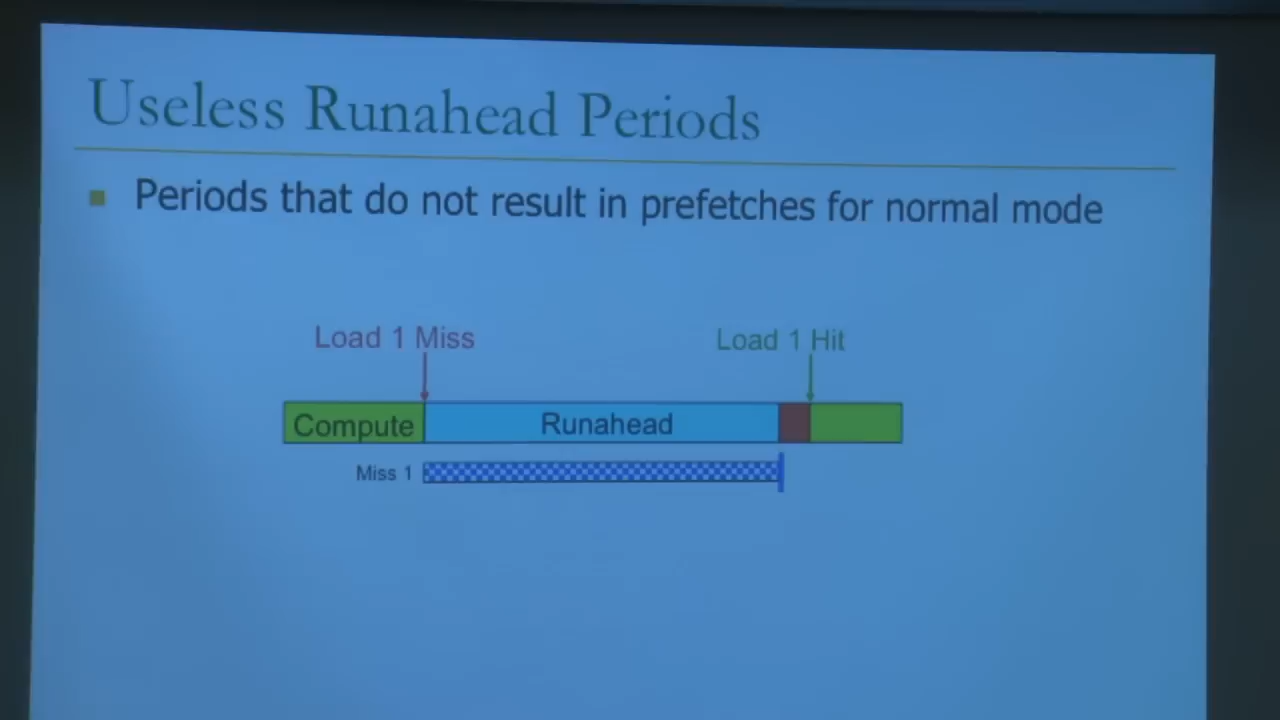 Useless Runahead Periods
Periods that do not result in prefetches for normal mode
Load 1 Miss
Load 1 Hit
Compute
Runahead
Miss 1